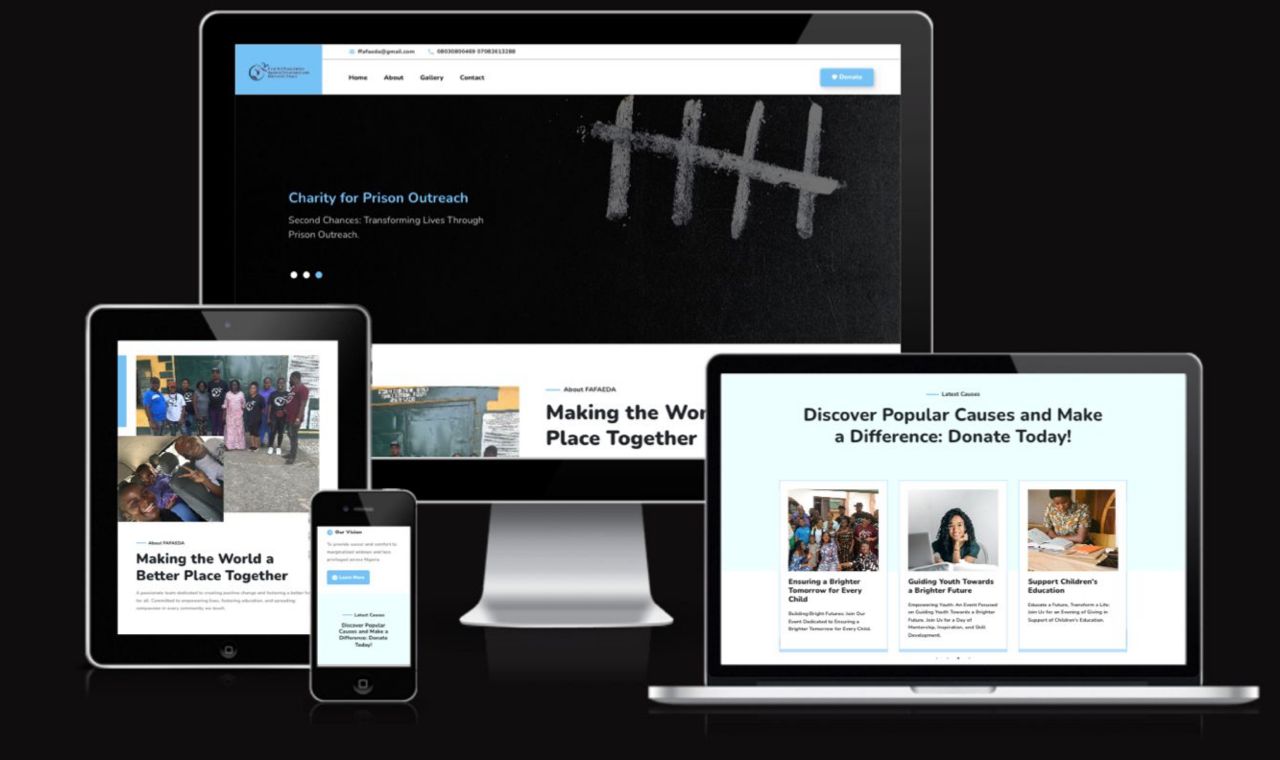 ffafaeda@gmail.com 08030800469 07083613288
Home About Gallery Contact
Donate
Charity for Prison Outreach
Second Chances: Transforming Lives Through
Prison Outreach.
About FAFAEDA
Making the Wor
Place Together
About FAFAEDA
Making the World a
Better Place Together
A passionate team dedicated to creating positive change and fostering a better
for all. Committed to empowering lives, fostering education, and spreading
compassion in every community we touch.
Our Vision
To provide succor and comfort to
marginalized widows and less
privileged across Nigeria.
Learn More
Latest Causes
Discover Popular
Causes and Make a
Difference: Donate
Today!
Latest Causes
Discover Popular Causes and Make
a Difference: Donate Today!
Ensuring a Brighter
Tomorrow for Every
Child
Building Bright Futures: Join Our
Event Dedicated to Ensuring a
Brighter Tomorrow for Every Child.
Guiding Youth Towards
a Brighter Future
Empowering Youth: An Event Focused
on Guiding Youth Towards a Brighter
Future. Join Us for a Day of
Mentorship, Inspiration, and Skill
Development.
Support Children's
Education
Educate a Future, Transform a Life:
Join Us for an Evening of Giving in
Support of Children's Education.